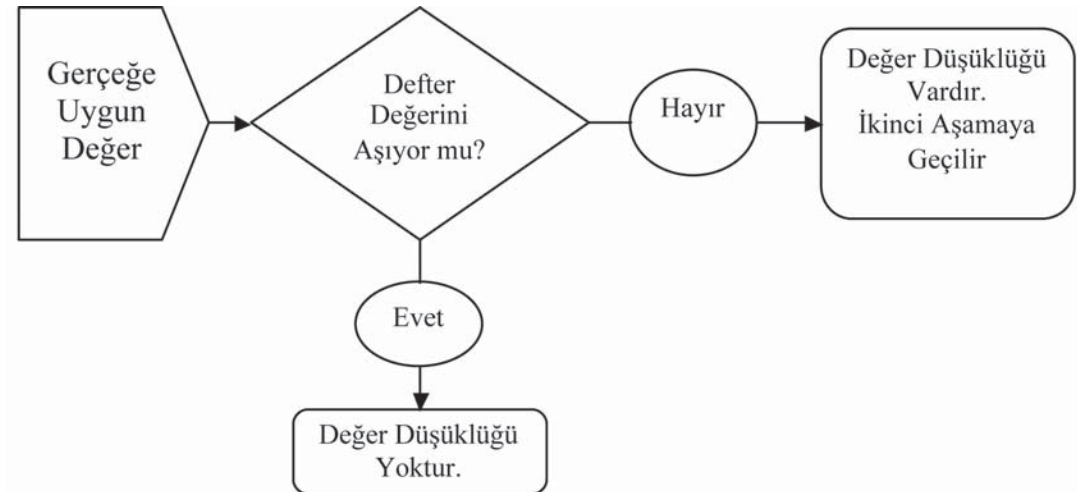 Gerçeğe
Uygun
Değer
Defter
Değerini
Aşıyor mu?
Hayır
Değer Düşüklüğü
Vardır.
İkinci Aşamaya
Geçilir
Evet
Değer Düşüklüğü
Yoktur.